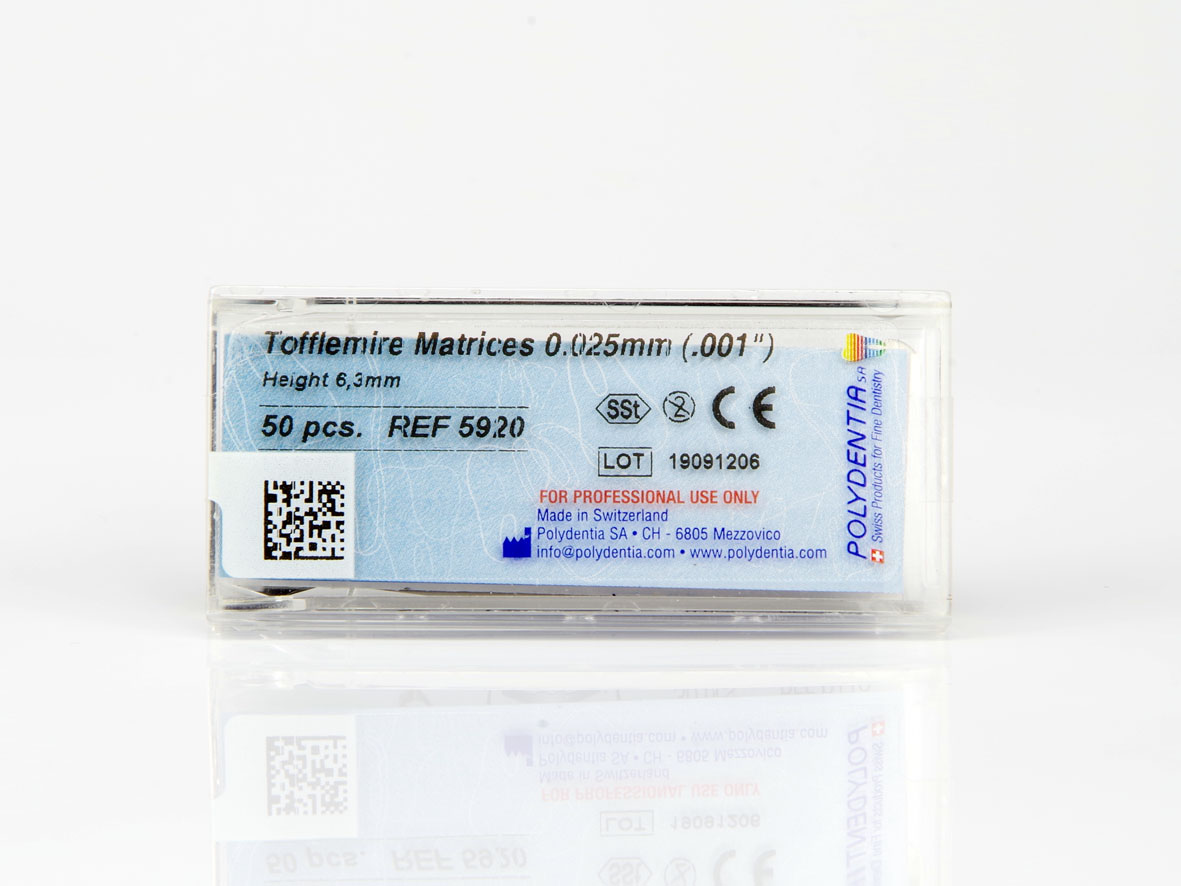 Tofflemire Matrices 0.025mm (.001")
Height 6,3mm
50 pcs. REF 5920
SSt 2 CE
LOT 19091206
FOR PROFESSIONAL USE ONLY
Made in Switzerland
Polydentia SA • CH - 6805 Mezzovico
info@polydentia.com • www.polydentia.com
POLYDENTIA SA
Swiss Products for Fine Dentistry